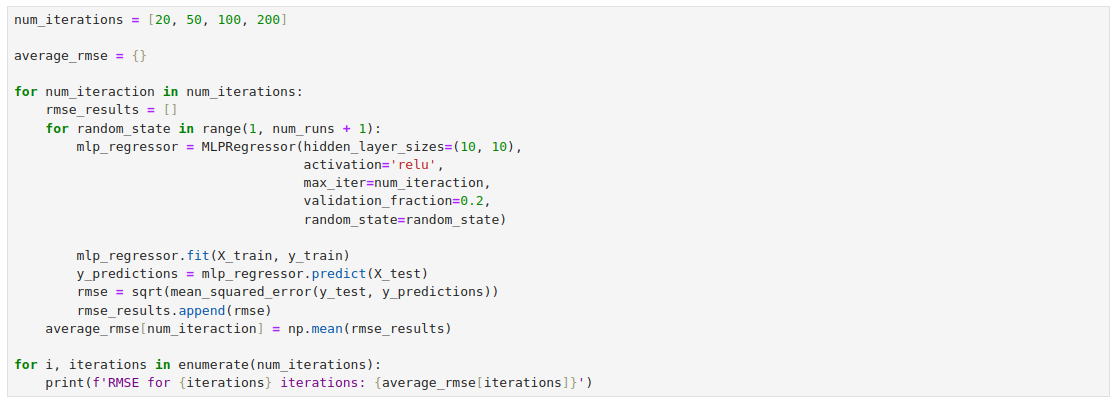 num_iterations = [20, 50, 100, 200]
average_rmse = {}
for num_iteraction in num_iterations:
    rmse_results = []
    for random_state in range(1, num_runs + 1):
        mlp_regressor = MLPRegressor(hidden_layer_sizes=(10, 10),
                                     activation='relu',
                                     max_iter=num_iteraction,
                                     validation_fraction=0.2,
                                     random_state=random_state)
        mlp_regressor.fit(X_train, y_train)
        y_predictions = mlp_regressor.predict(X_test)
        rmse = sqrt(mean_squared_error(y_test, y_predictions))
        rmse_results.append(rmse)
    average_rmse[num_iteraction] = np.mean(rmse_results)
for i, iterations in enumerate(num_iterations):
    print(f'RMSE for {iterations} iterations: {average_rmse[iterations]}')